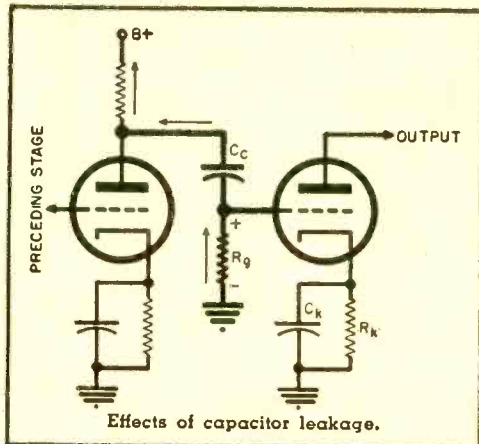 B+
PRECEDING STAGE
Cc
OUTPUT
+
Rg
-
Ck
Rk
Effects of capacitor leakage.